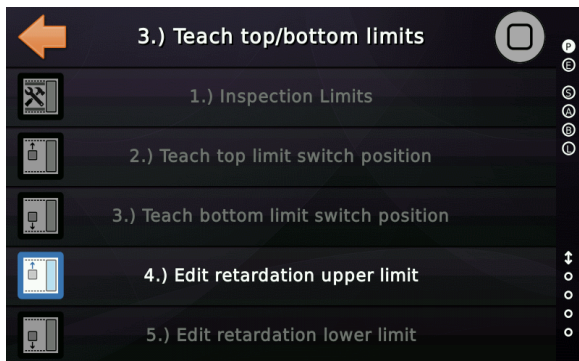 3.) Teach top/bottom limits
P
E
1.) Inspection Limits
S
A
B
2.) Teach top limit switch position
L
3.) Teach bottom limit switch position
4.) Edit retardation upper limit
5.) Edit retardation lower limit